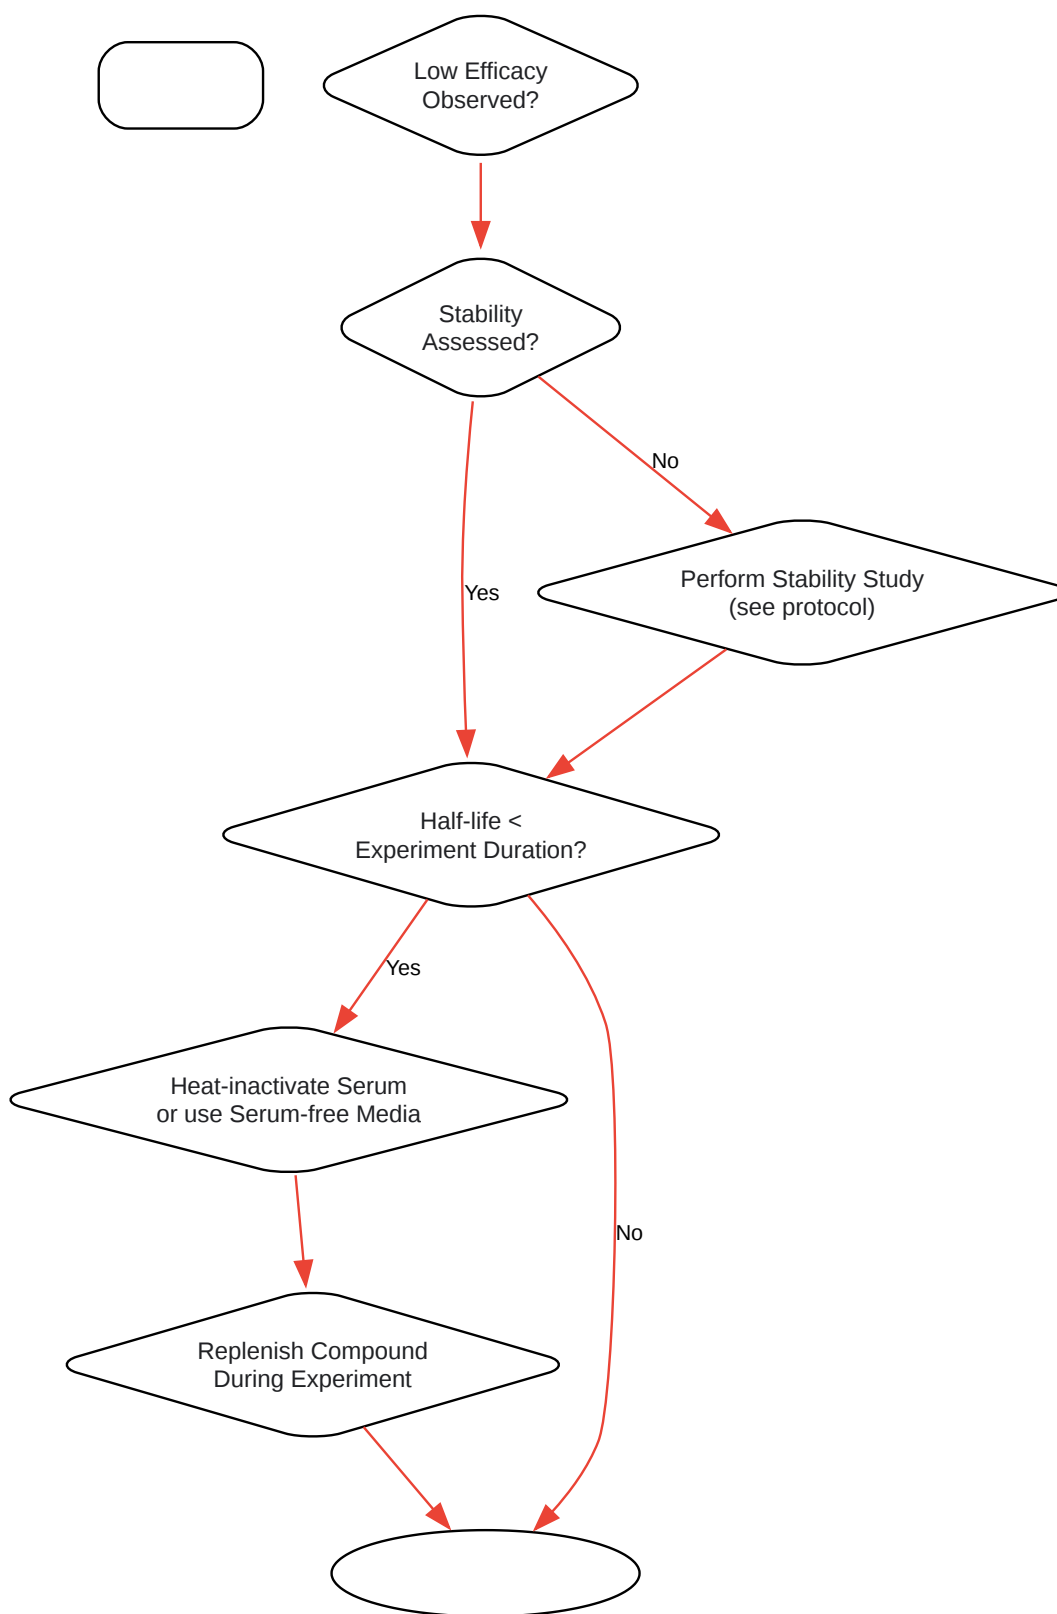 Low Efficacy
Observed?
Stability
Assessed?
No
Perform Stability Study
(see protocol)
Yes
Half-life <
Experiment Duration?
Yes
Heat-inactivate Serum
or use Serum-free Media
No
Replenish Compound
During Experiment